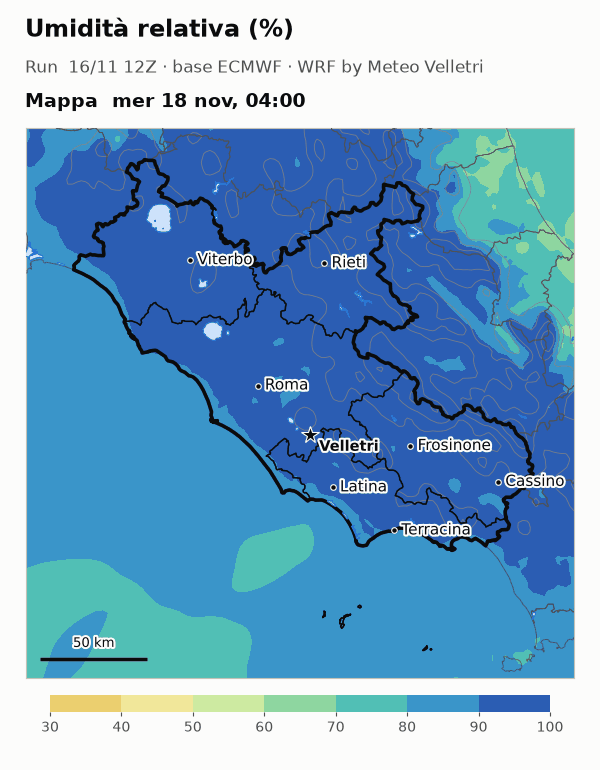 Umidità relativa (%)
Run  16/11 12Z · base ECMWF · WRF by Meteo Velletri
Mappa  mer 18 nov, 04:00
Viterbo
Rieti
Roma
Velletri
Frosinone
Latina
Cassino
Terracina
50 km
30 40 50 60 70 80 90 100